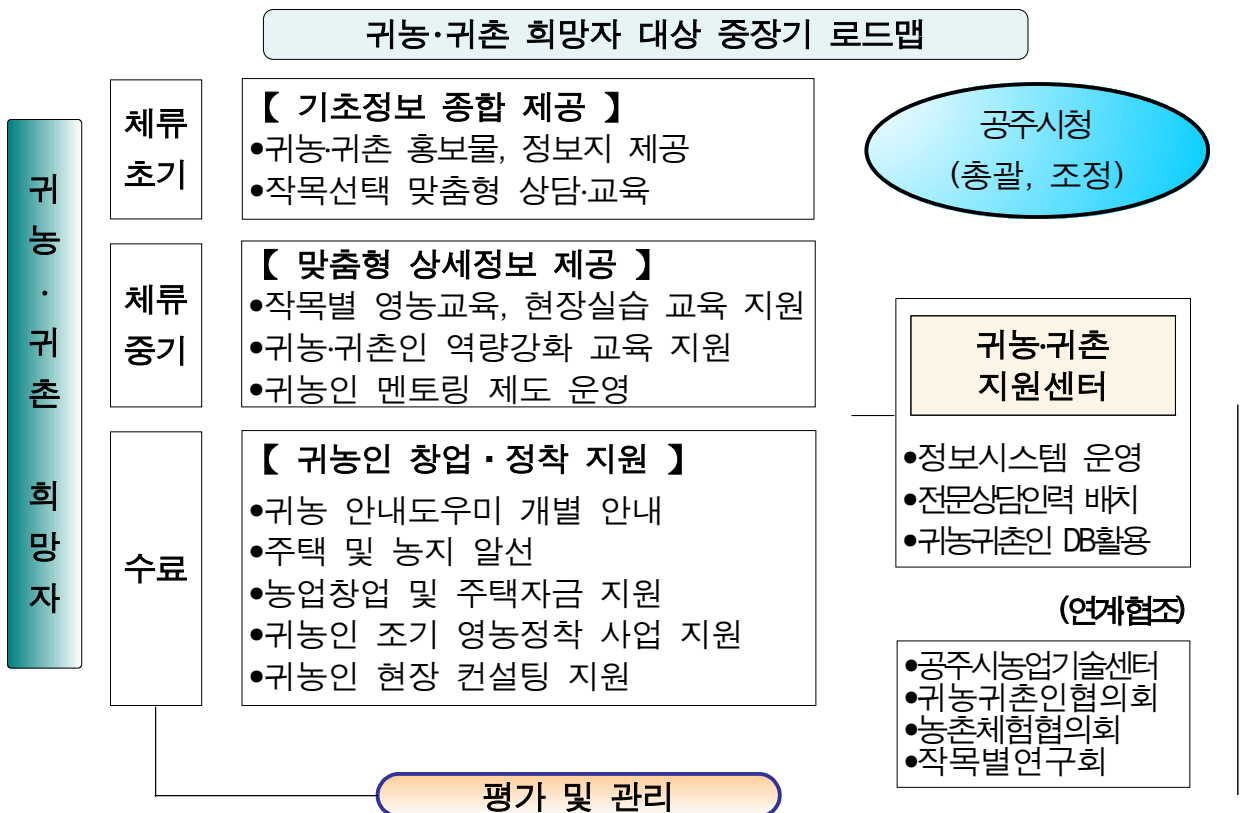 귀농·귀촌 희망자 대상 중장기 로드맵
귀농·귀촌 희망자
체류
초기
【 기초정보 종합 제공 】
●귀농·귀촌 홍보물, 정보지 제공
●작목선택 맞춤형 상담·교육
체류
중기
【 맞춤형 상세정보 제공 】
●작목별 영농교육, 현장실습 교육 지원
●귀농·귀촌인 역량강화 교육 지원
●귀농인 멘토링 제도 운영
수료
【 귀농인 창업·정착 지원 】
●귀농 안내도우미 개별 안내
●주택 및 농지 알선
●농업창업 및 주택자금 지원
●귀농인 조기 영농정착 사업 지원
●귀농인 현장 컨설팅 지원
평가 및 관리
공주시청
(총괄, 조정)
귀농·귀촌
지원센터
●정보시스템 운영
●전문상담인력 배치
●귀농귀촌인 DB활용
(연계협조)
●공주시농업기술센터
●귀농귀촌인협의회
●농촌체험협의회
●작목별연구회